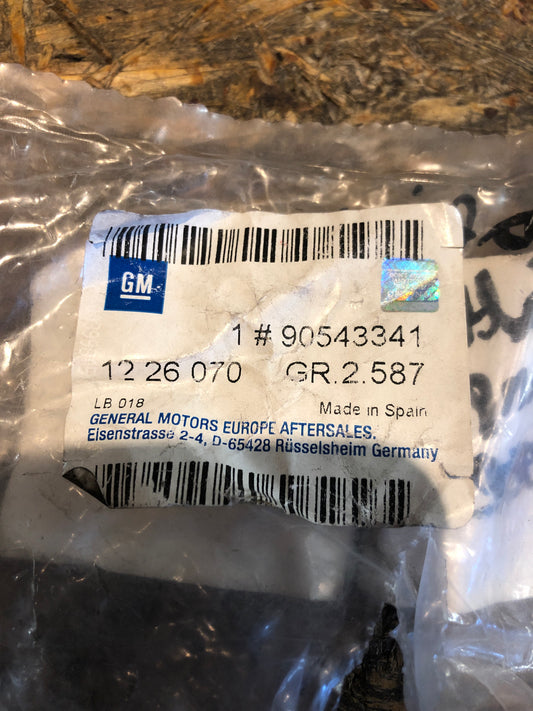 GM
1 # 90543341
12 26 070 GR.2.587
LB 018 Made in Spain
GENERAL MOTORS EUROPE AFTERSALES.
Eisenstrasse 2-4, D-65428 Rüsselsheim Germany